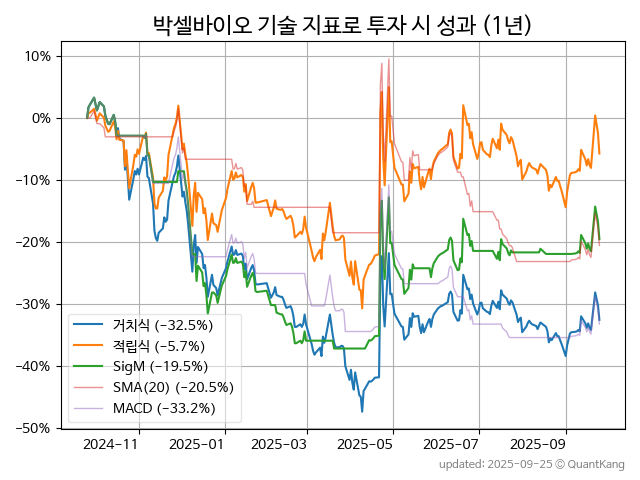 박셀바이오 기술 지표로 투자 시 성과 (1년)
10%
0%
−10%
−20%
−30%
−40%
−50%
거치식 (−32.5%)
적립식 (−5.7%)
SigM (−19.5%)
SMA(20) (−20.5%)
MACD (−33.2%)
2024−11
2025−01
2025−03
2025−05
2025−07
2025−09
updated: 2025−09−25 © QuantKang